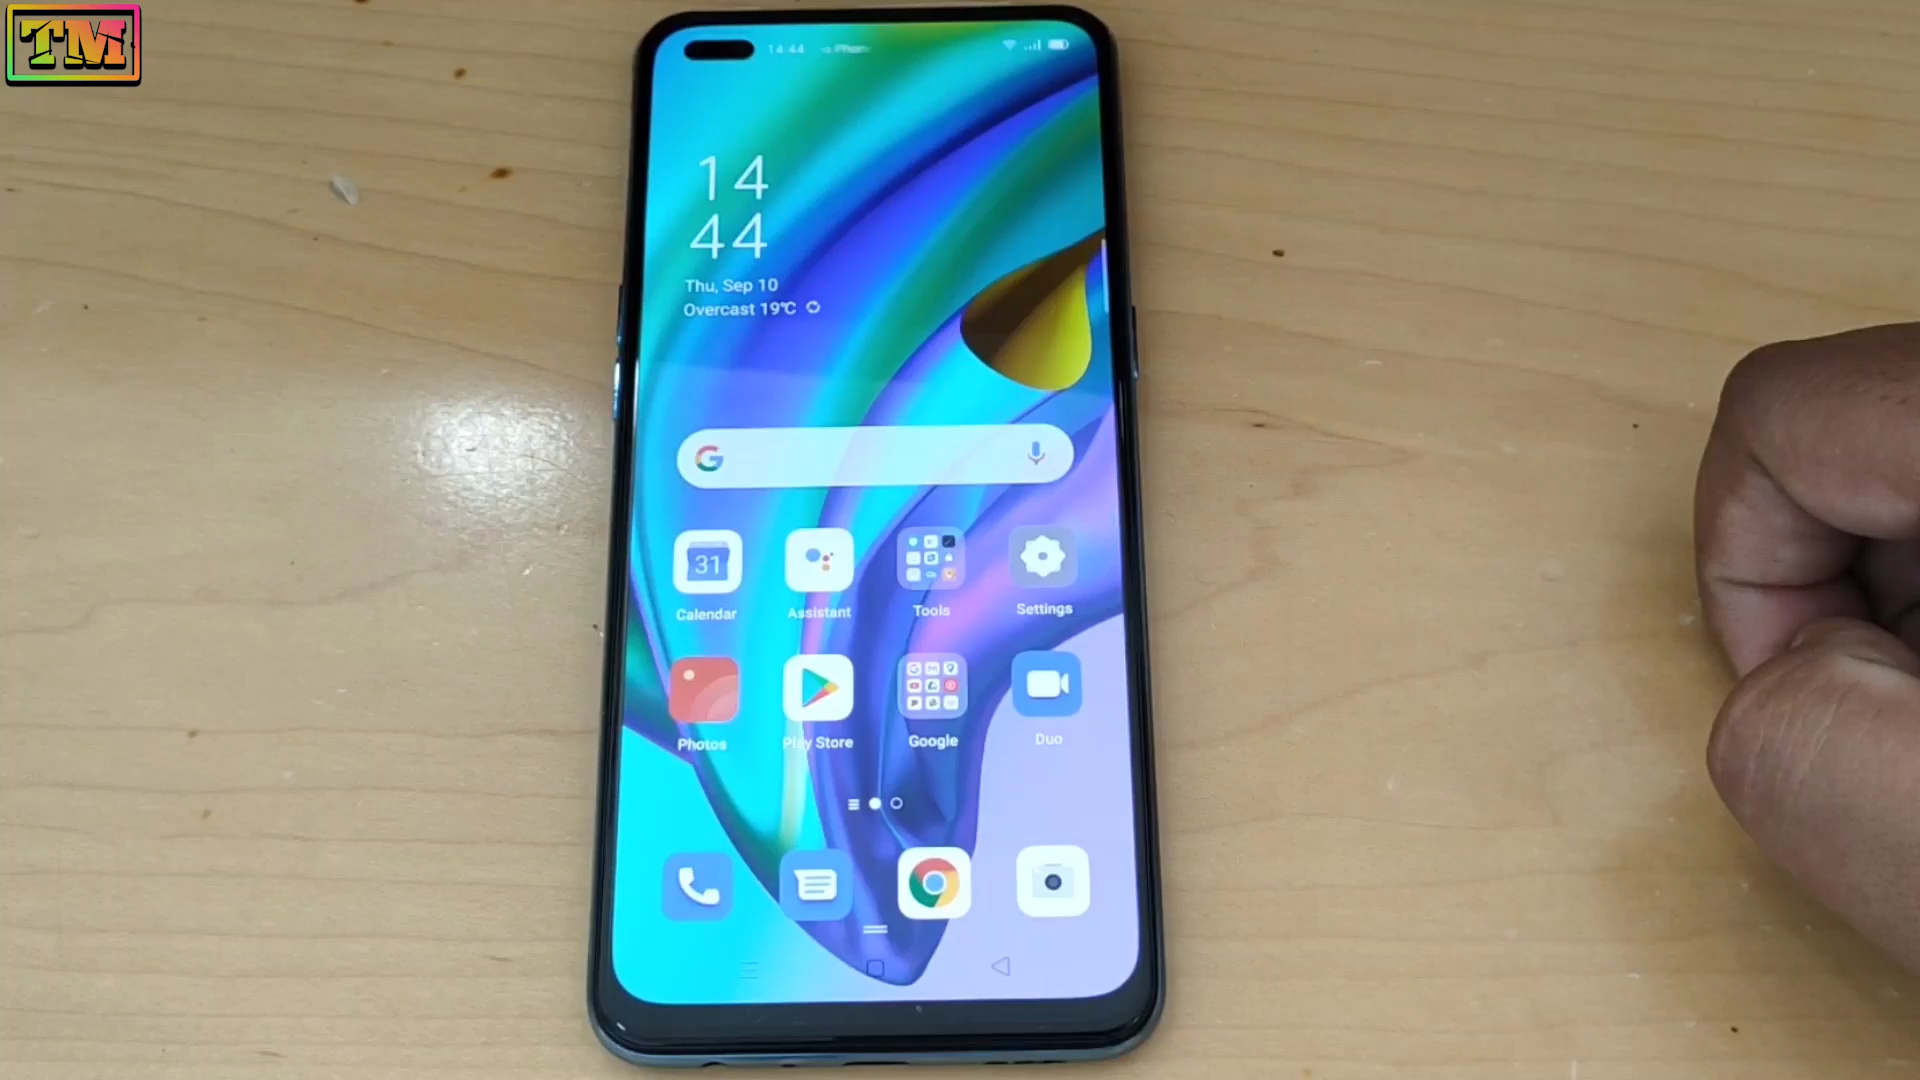 TM
14:44
14
44
Thu, Sep 10
Overcast 19℃
G
31
Calendar
Assistant
Tools
Settings
Photos
Play Store
Google
Duo